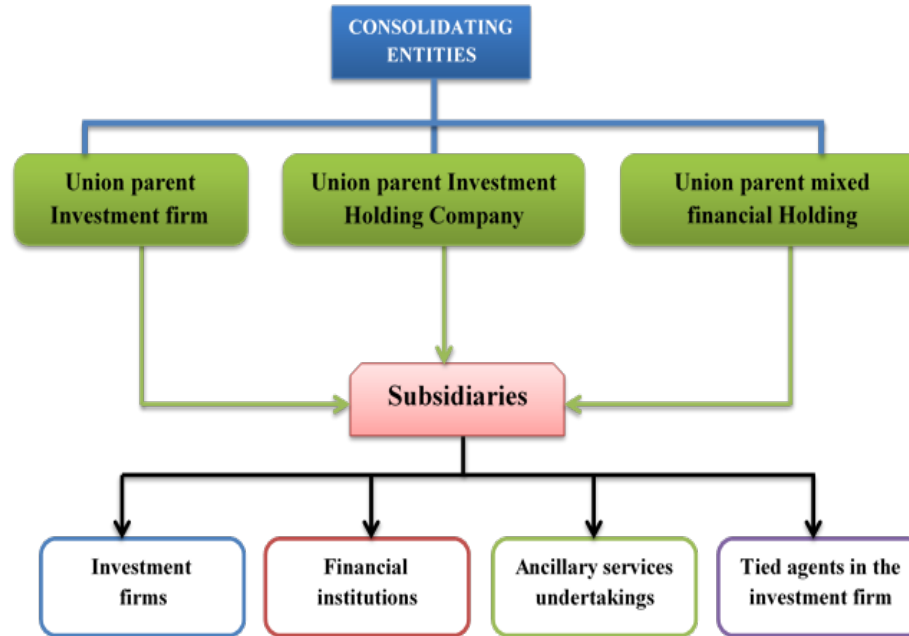 CONSOLIDATING
ENTITIES
Union parent
Investment firm
Union parent Investment
Holding Company
Union parent mixed
financial Holding
Subsidiaries
Investment
firms
Financial
institutions
Ancillary services
undertakings
Tied agents in the
investment firm